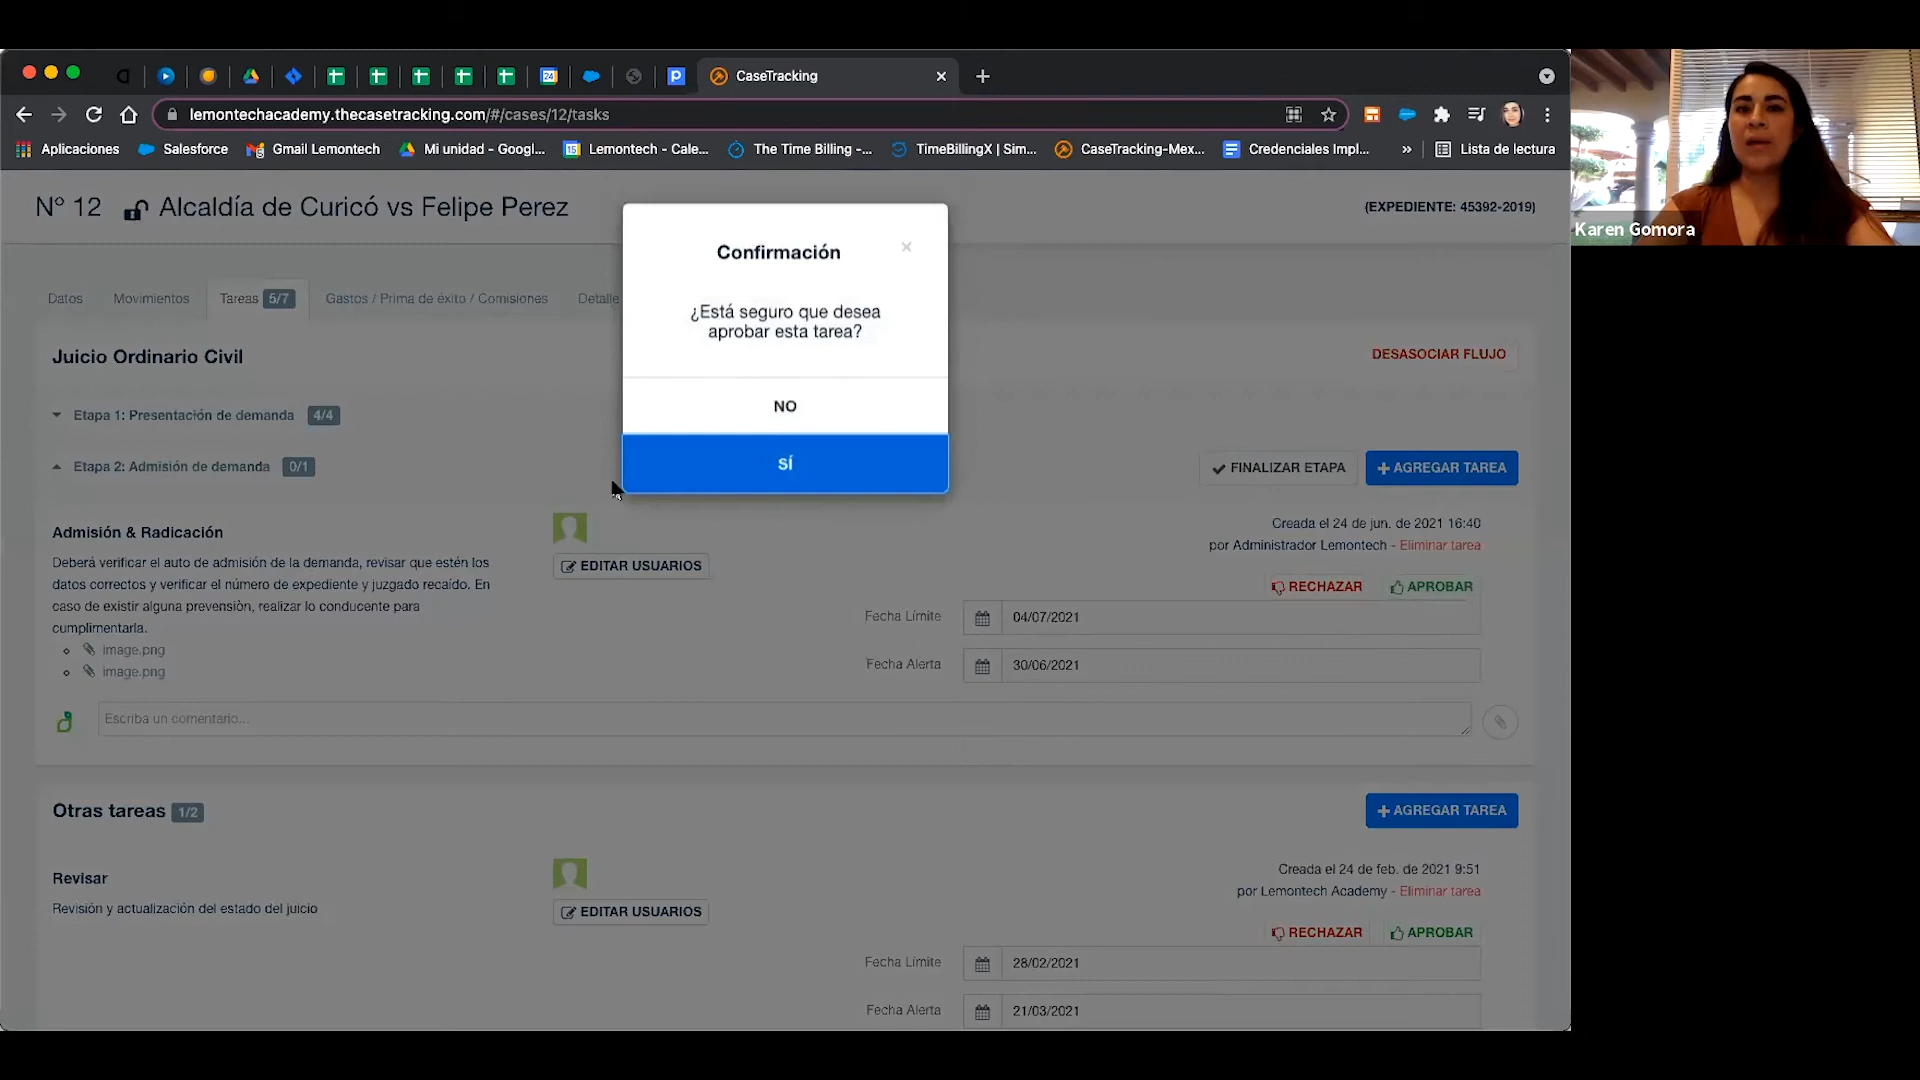 CaseTracking
lemontechacademy.thecasetracking.com/#/cases/12/tasks
Aplicaciones
Salesforce
Gmail Lemontech
Mi unidad - Googl...
Lemontech - Cale...
The Time Billing -...
TimeBillingX | Sim...
CaseTracking-Mex...
Credenciales Impl...
»
Lista de lectura
Karen Gomora
Nº 12 Alcaldía de Curicó vs Felipe Perez
(EXPEDIENTE: 45392-2019)
Confirmación
×
¿Está seguro que desea
aprobar esta tarea?
NO
SÍ
Datos
Movimientos
Tareas 5/7
Gastos / Prima de éxito / Comisiones
Detalle
Juicio Ordinario Civil
DESASOCIAR FLUJO
Etapa 1: Presentación de demanda 4/4
Etapa 2: Admisión de demanda 0/1
FINALIZAR ETAPA
AGREGAR TAREA
Admisión & Radicación
Deberá verificar el auto de admisión de la demanda, revisar que estén los
datos correctos y verificar el número de expediente y juzgado recaído. En
caso de existir alguna prevensiòn, realizar lo conducente para
cumplimentarla.
image.png
image.png
EDITAR USUARIOS
Creada el 24 de jun. de 2021 16:40
por Administrador Lemontech - Eliminar tarea
RECHAZAR
APROBAR
Fecha Límite
04/07/2021
Fecha Alerta
30/06/2021
Escriba un comentario...
Otras tareas 1/2
AGREGAR TAREA
Revisar
Revisión y actualización del estado del juicio
EDITAR USUARIOS
Creada el 24 de feb. de 2021 9:51
por Lemontech Academy - Eliminar tarea
RECHAZAR
APROBAR
Fecha Límite
28/02/2021
Fecha Alerta
21/03/2021